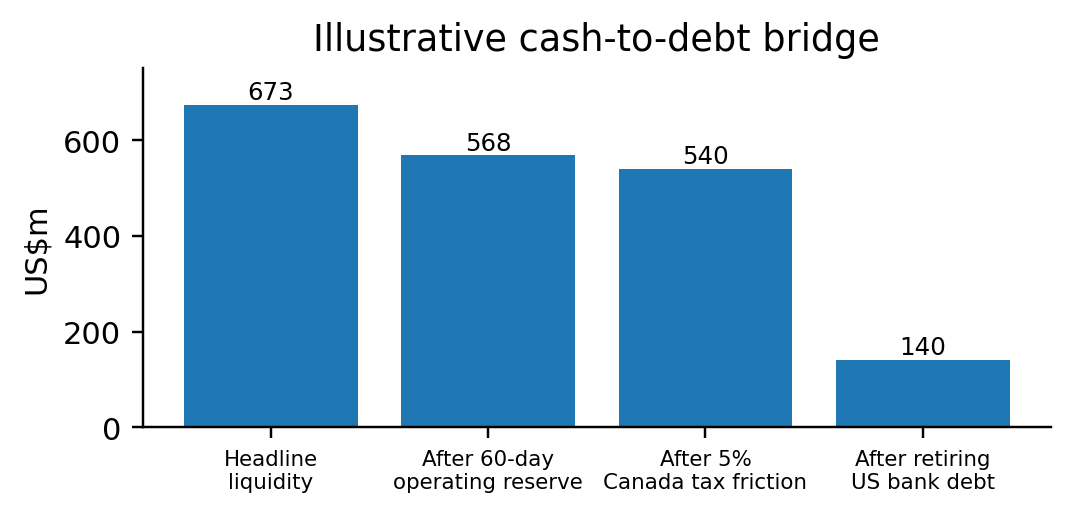 Illustrative cash-to-debt bridge
US$m
600
400
200
0
673
568
540
140
Headline
liquidity
After 60-day
operating reserve
After 5%
Canada tax friction
After retiring
US bank debt